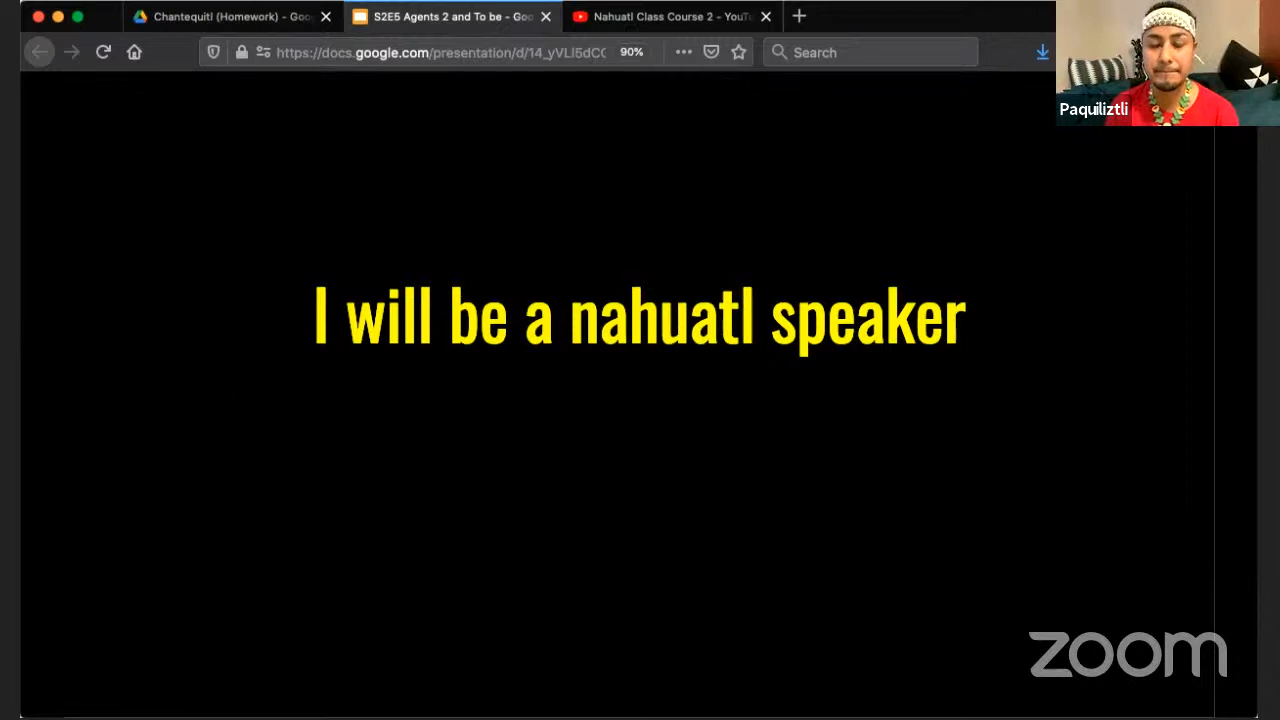 Chantequitl (Homework) - Goo
S2E5 Agents 2 and To be - Goo
Nahuatl Class Course 2 - YouTu
https://docs.google.com/presentation/d/14_yVLI5dCC
90%
Search
Paquiliztli
I will be a nahuatl speaker
zoom